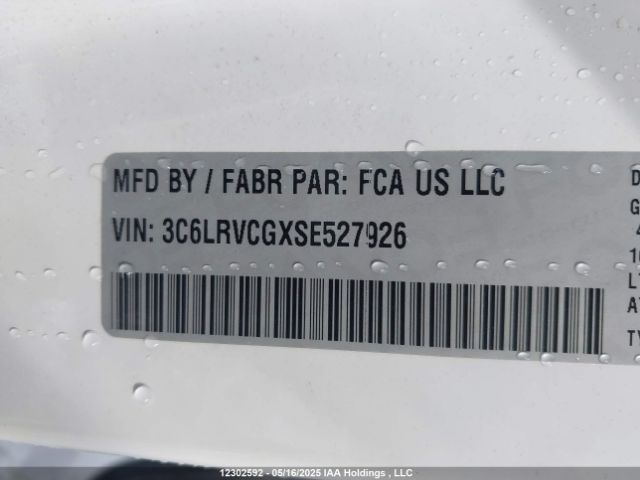 MFD BY / FABR PAR: FCA US LLC
VIN: 3C6LRVCGXSE527926
12302592 - 05/16/2025 IAA Holdings , LLC